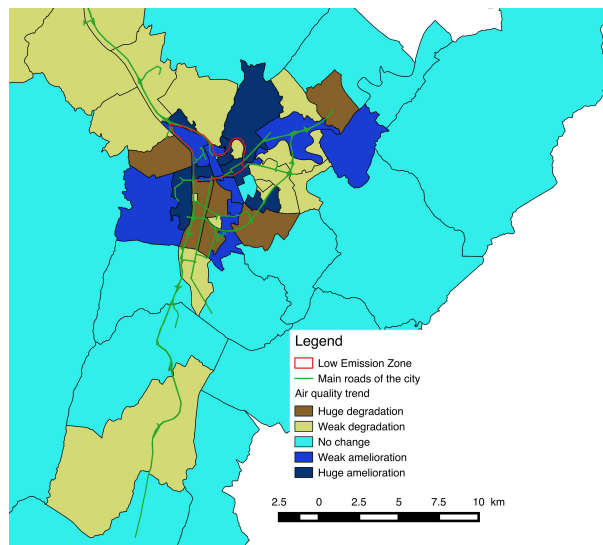 Legend
Low Emission Zone
Main roads of the city
Air quality trend
Huge degradation
Weak degradation
No change
Weak amelioration
Huge amelioration
2.5 0 2.5 5 7.5 10 km